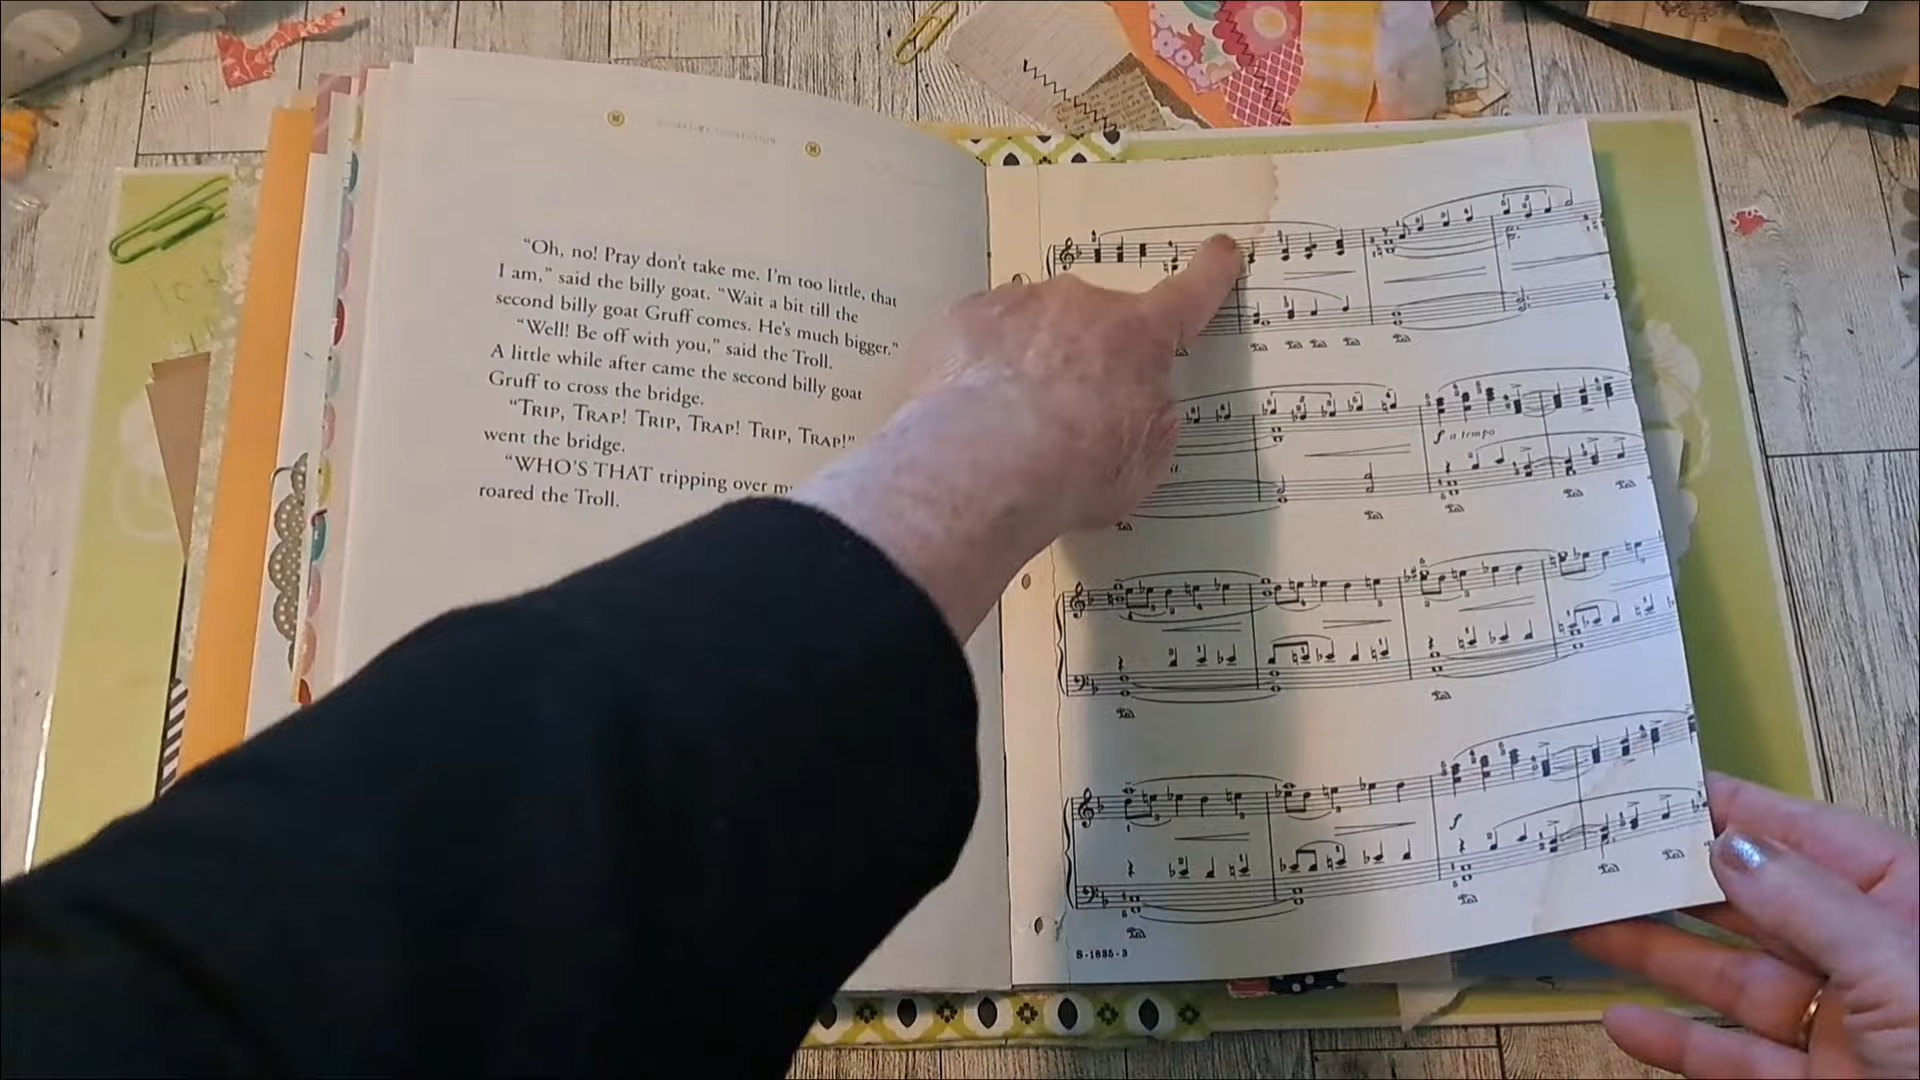 “Oh, no! Pray don’t take me. I’m too little, that
I am,” said the billy goat. “Wait a bit till the
second billy goat Gruff comes. He’s much bigger.”
“Well! Be off with you,” said the Troll.
A little while after came the second billy goat
Gruff to cross the bridge.
“TRIP, TRAP! TRIP, TRAP! TRIP, TRAP!”
went the bridge.
“WHO’S THAT tripping over
roared the Troll.
f a tempo
f
S-1835-3